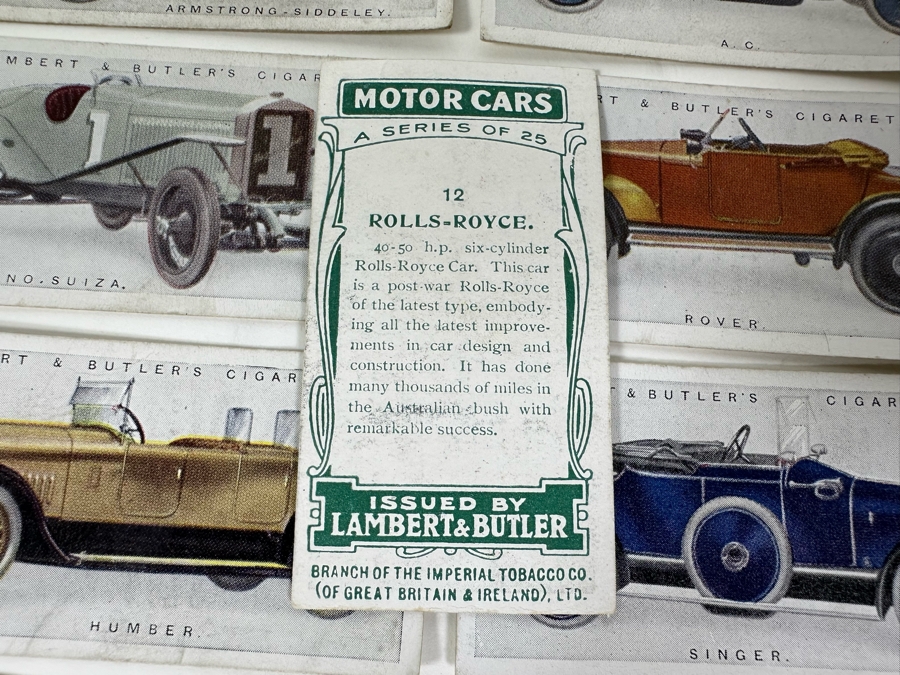 ARMSTRONG-SIDDELEY.
A.C.
MBERT & BUTLER'S CIGAR
1
1
NO. SUIZA.
MOTOR CARS
A SERIES OF 25
12
ROLLS=ROYCE.
40-50 h.p. six-cylinder
Rolls-Royce Car. This car
is a post-war Rolls-Royce
of the latest type, embody-
ing all the latest improve-
ments in car design and
construction. It has done
many thousands of miles in
the Australian bush with
remarkable success.
ISSUED BY
LAMBERT & BUTLER
BRANCH OF THE IMPERIAL TOBACCO CO.
(OF GREAT BRITAIN & IRELAND), LTD.
RT & BUTLER'S CIGARET
ROVER.
RT & BUTLER'S CIGAR
HUMBER.
& BUTLER'S CIGAR
SINGER.